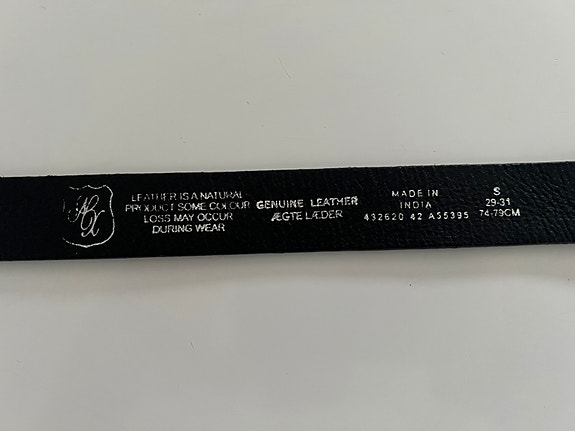 LEATHER IS A NATURAL
PRODUCT SOME COLOUR
LOSS MAY OCCUR
DURING WEAR
GENUINE LEATHER
ÆGTE LÆDER
MADE IN
INDIA
432620 42 A55395
S
29-31
74-79CM